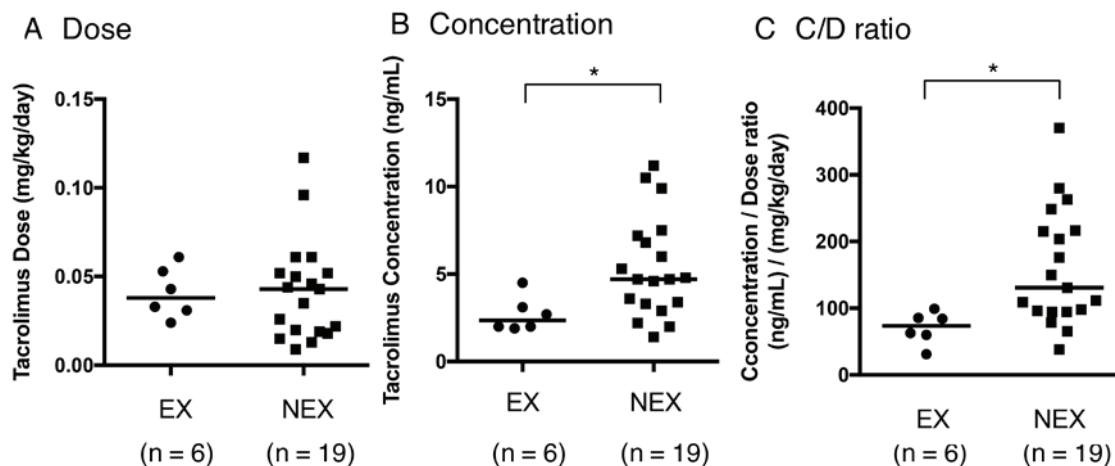 A Dose
Tacrolimus Dose (mg/kg/day)
0.15
0.10
0.05
0.00
EX
NEX
(n = 6)
(n = 19)
B Concentration
*
Tacrolimus Concentration (ng/mL)
15
10
5
0
EX
NEX
(n = 6)
(n = 19)
C C/D ratio
*
Cconcentration / Dose ratio
(ng/mL) / (mg/kg/day)
400
300
200
100
0
EX
NEX
(n = 6)
(n = 19)